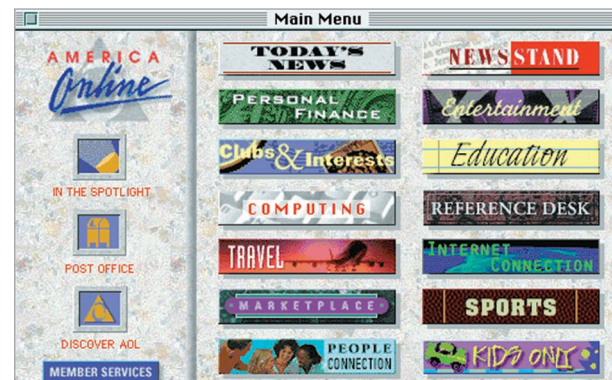 Main Menu
AMERICA
Online
IN THE SPOTLIGHT
POST OFFICE
DISCOVER AOL
MEMBER SERVICES
TODAY'S
NEWS
NEWSSTAND
PERSONAL
FINANCE
Entertainment
Clubs & Interests
Education
COMPUTING
REFERENCE DESK
TRAVEL
INTERNET
CONNECTION
MARKETPLACE
SPORTS
PEOPLE
CONNECTION
KIDS ONLY